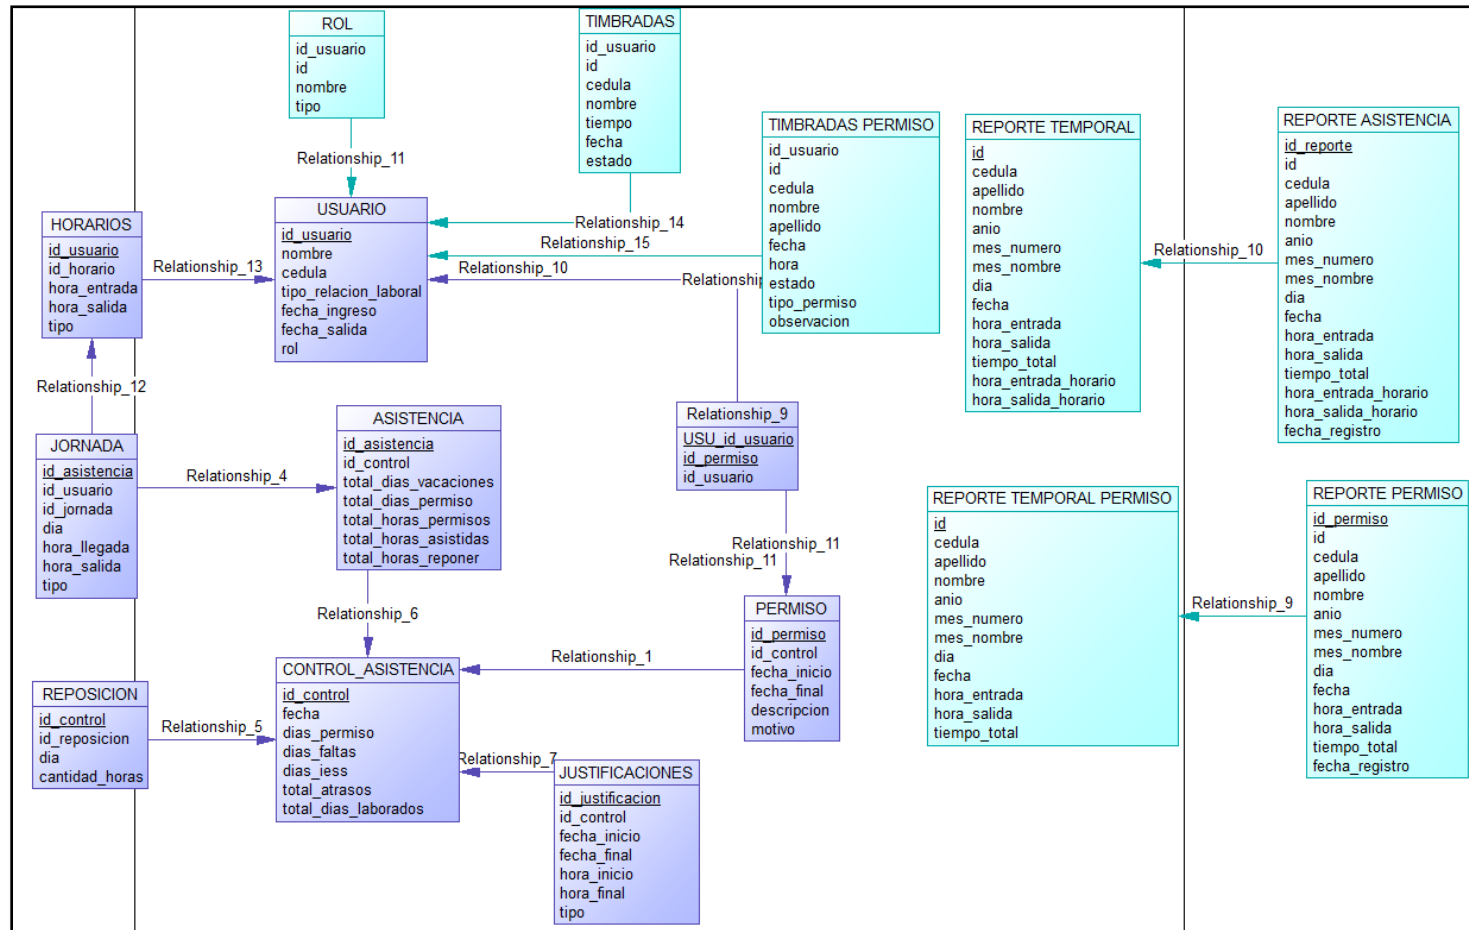 ROL
id_usuario
id
nombre
tipo
Relationship_11
TIMBRADAS
id_usuario
id
cedula
nombre
tiempo
fecha
estado
Relationship_14
TIMBRADAS PERMISO
id_usuario
id
cedula
nombre
apellido
fecha
hora
estado
tipo_permiso
observacion
Relationship_15
REPORTE TEMPORAL
id
cedula
apellido
nombre
anio
mes_numero
mes_nombre
dia
fecha
hora_entrada
hora_salida
tiempo_total
hora_entrada_horario
hora_salida_horario
Relationship_10
REPORTE ASISTENCIA
id_reporte
id
cedula
apellido
nombre
anio
mes_numero
mes_nombre
dia
fecha
hora_entrada
hora_salida
tiempo_total
hora_entrada_horario
hora_salida_horario
fecha_registro
HORARIOS
id_usuario
id_horario
hora_entrada
hora_salida
tipo
Relationship_13
USUARIO
id_usuario
nombre
cedula
tipo_relacion_laboral
fecha_ingreso
fecha_salida
rol
Relationship_10
Relationship
Relationship_12
JORNADA
id_asistencia
id_usuario
id_jornada
dia
hora_llegada
hora_salida
tipo
Relationship_4
ASISTENCIA
id_asistencia
id_control
total_dias_vacaciones
total_dias_permiso
total_horas_permisos
total_horas_asistidas
total_horas_reponer
Relationship_6
Relationship_9
USU_id_usuario
id_permiso
id_usuario
Relationship_11
Relationship_11
PERMISO
id_permiso
id_control
fecha_inicio
fecha_final
descripcion
motivo
Relationship_1
REPORTE TEMPORAL PERMISO
id
cedula
apellido
nombre
anio
mes_numero
mes_nombre
dia
fecha
hora_entrada
hora_salida
tiempo_total
Relationship_9
REPORTE PERMISO
id_permiso
id
cedula
apellido
nombre
anio
mes_numero
mes_nombre
dia
fecha
hora_entrada
hora_salida
tiempo_total
fecha_registro
REPOSICION
id_control
id_reposicion
dia
cantidad_horas
Relationship_5
CONTROL_ASISTENCIA
id_control
fecha
dias_permiso
dias_faltas
dias_iess
total_atrasos
total_dias_laborados
Relationship_7
JUSTIFICACIONES
id_justificacion
id_control
fecha_inicio
fecha_final
hora_inicio
hora_final
tipo